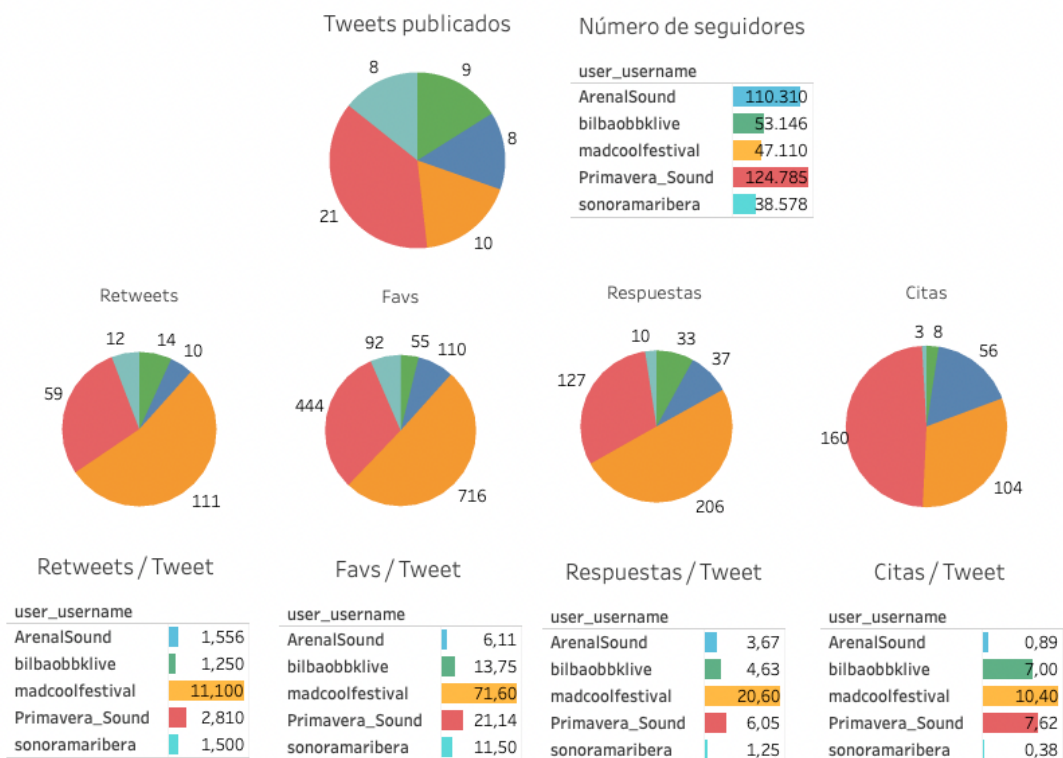 Tweets publicados
8
9
8
21
10
Número de seguidores
user_username
ArenalSound 110.310
bilbaobbklive 53.146
madcoolfestival 47.110
Primavera_Sound 124.785
sonoramaribera 38.578
Retweets
12
14
10
59
111
Favs
92
55
110
444
716
Respuestas
10
33
37
127
206
Citas
3
8
56
160
104
Retweets / Tweet
user_username
ArenalSound 1,556
bilbaobbklive 1,250
madcoolfestival 11,100
Primavera_Sound 2,810
sonoramaribera 1,500
Favs / Tweet
user_username
ArenalSound 6,11
bilbaobbklive 13,75
madcoolfestival 71,60
Primavera_Sound 21,14
sonoramaribera 11,50
Respuestas / Tweet
user_username
ArenalSound 3,67
bilbaobbklive 4,63
madcoolfestival 20,60
Primavera_Sound 6,05
sonoramaribera 1,25
Citas / Tweet
user_username
ArenalSound 0,89
bilbaobbklive 7,00
madcoolfestival 10,40
Primavera_Sound 7,62
sonoramaribera 0,38